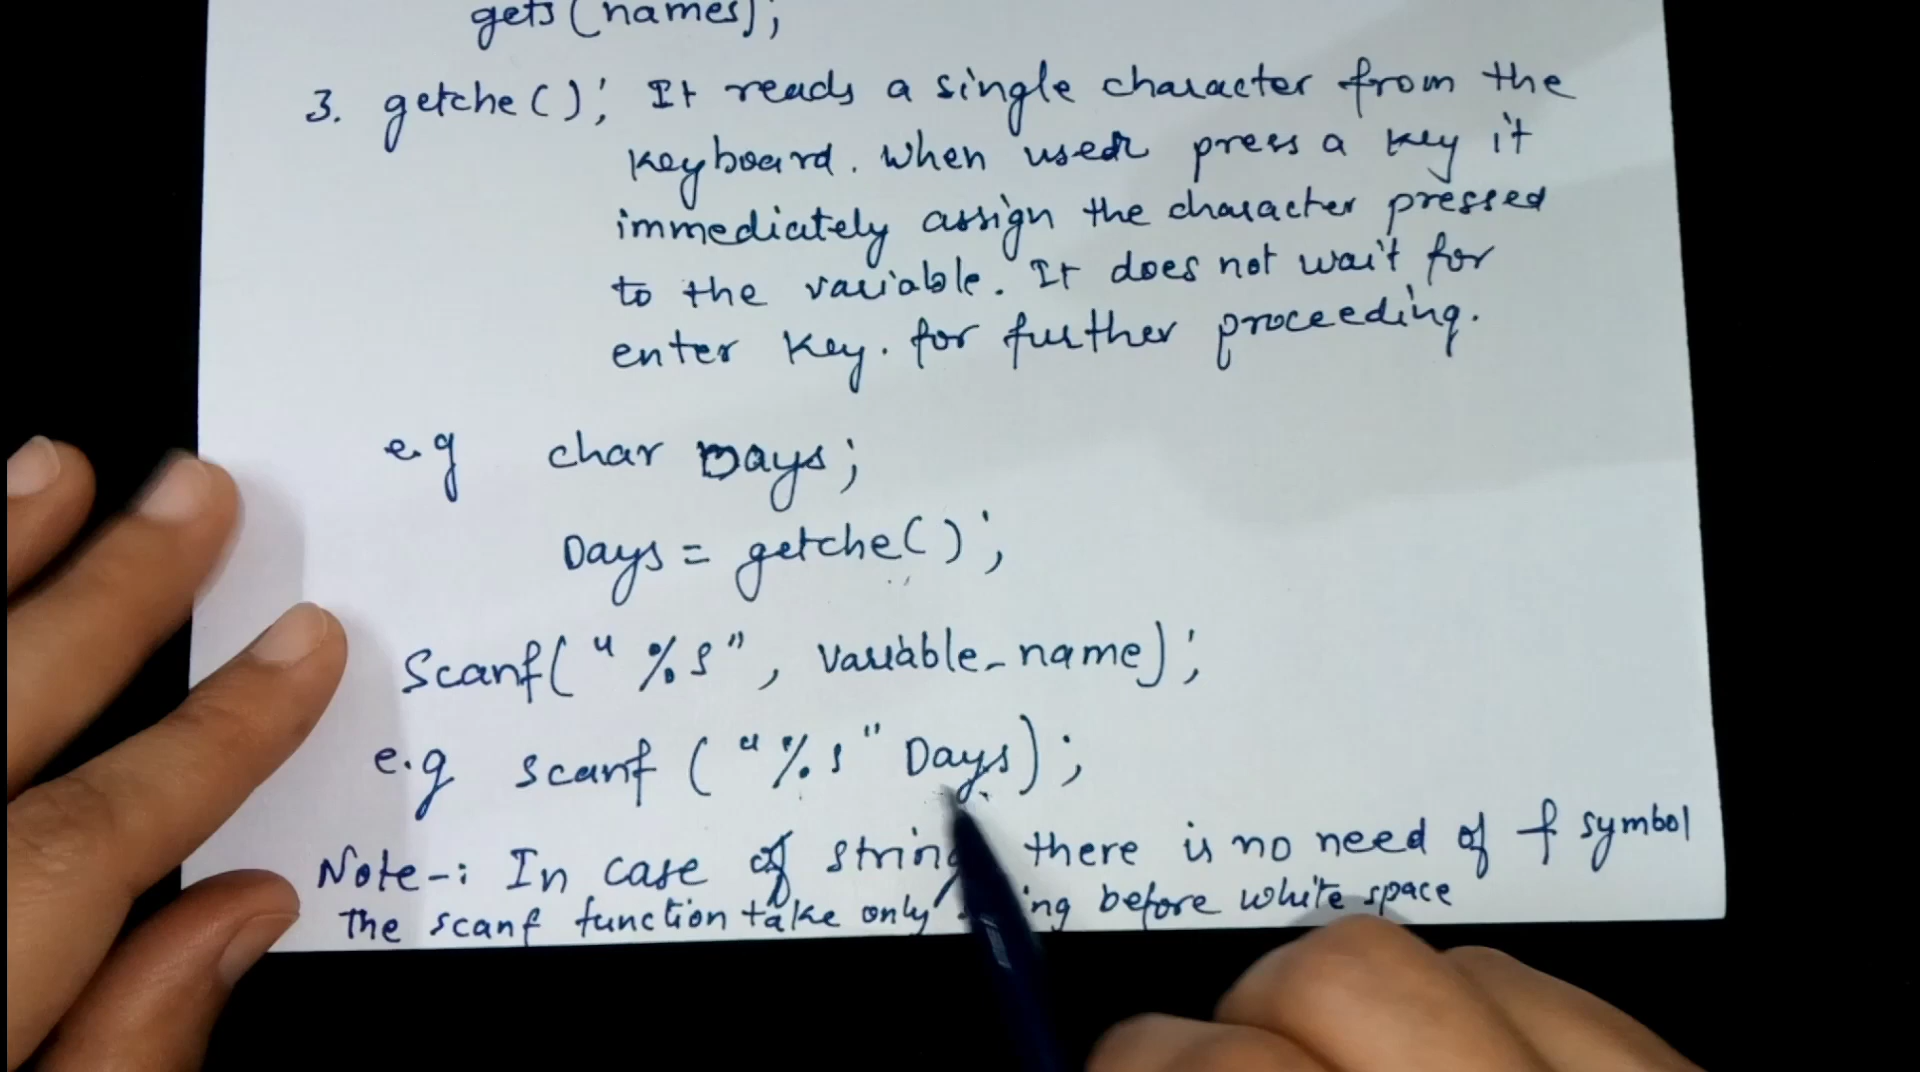 gets(names);
3. getche(); It reads a single character from the
keyboard. When user press a key it
immediately assign the character pressed
to the variable. It does not wait for
enter key. for further proceeding.
e.g char Days;
Days = getche();
Scanf("%s", variable_name);
e.g scanf ("%s" Days);
Note-: In case of string there is no need of f symbol
The scanf function take only before white space